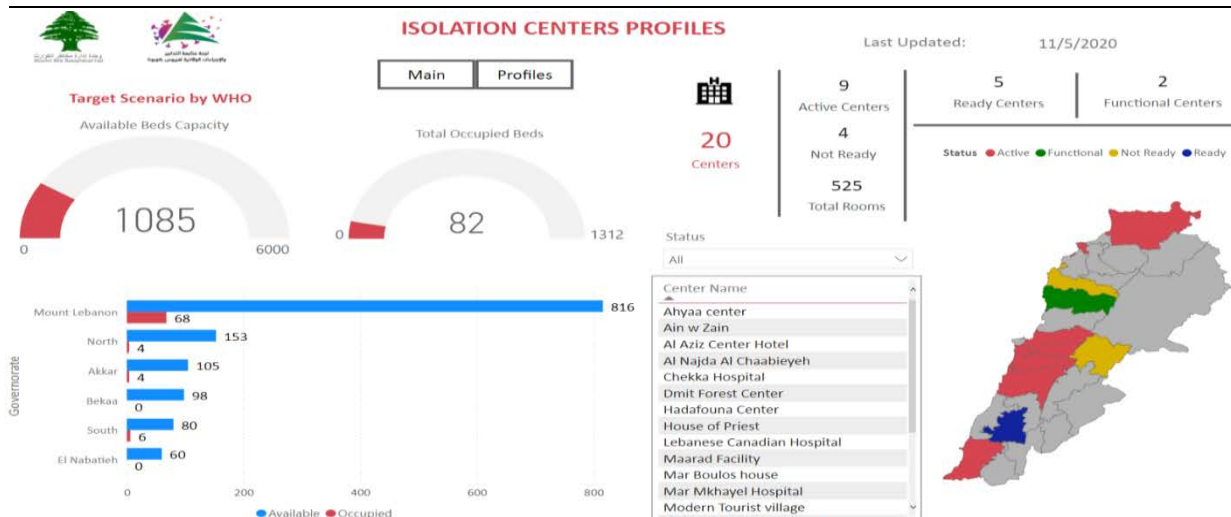 ISOLATION CENTERS PROFILES
Last Updated: 11/5/2020
Main Profiles
Target Scenario by WHO
Available Beds Capacity
1085
0 6000
Total Occupied Beds
82
0 1312
20
Centers
9
Active Centers
4
Not Ready
525
Total Rooms
5
Ready Centers
2
Functional Centers
Status Active Functional Not Ready Ready
Status
All
Center Name
Ahyaa center
Ain w Zain
Al Aziz Center Hotel
Al Najda Al Chaabieyeh
Chekka Hospital
Dmit Forest Center
Hadafouna Center
House of Priest
Lebanese Canadian Hospital
Maarad Facility
Mar Boulos house
Mar Mkhayel Hospital
Modern Tourist village
Governorate
Mount Lebanon 816
68
North 153
4
Akkar 105
4
Bekaa 98
0
South 80
6
El Nabatieh 60
0
0 200 400 600 800
Available Occupied